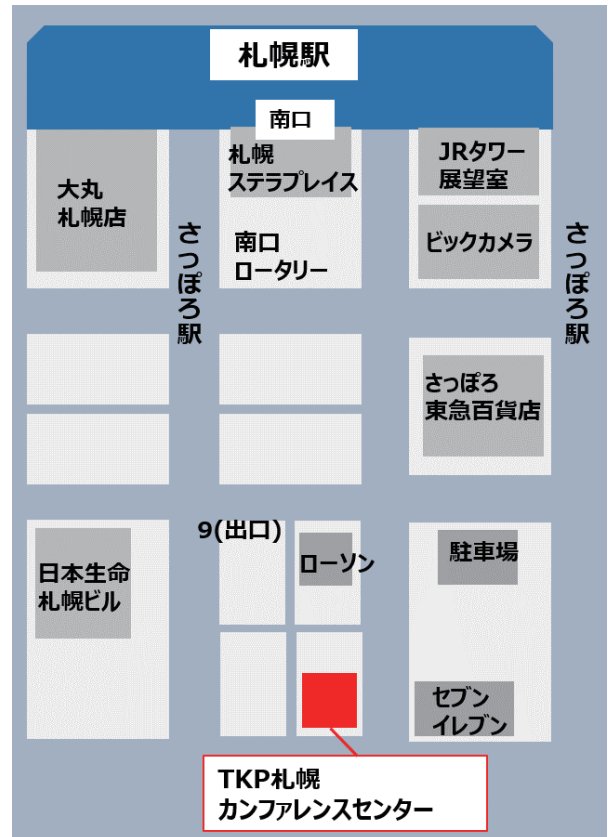 札幌駅
南口
大丸
札幌店
札幌
ステラプレイス
南口
ロータリー
JRタワー
展望室
ビックカメラ
さっぽろ駅
さっぽろ駅
さっぽろ
東急百貨店
9(出口)
ローソン
駐車場
日本生命
札幌ビル
セブン
イレブン
TKP札幌
カンファレンスセンター